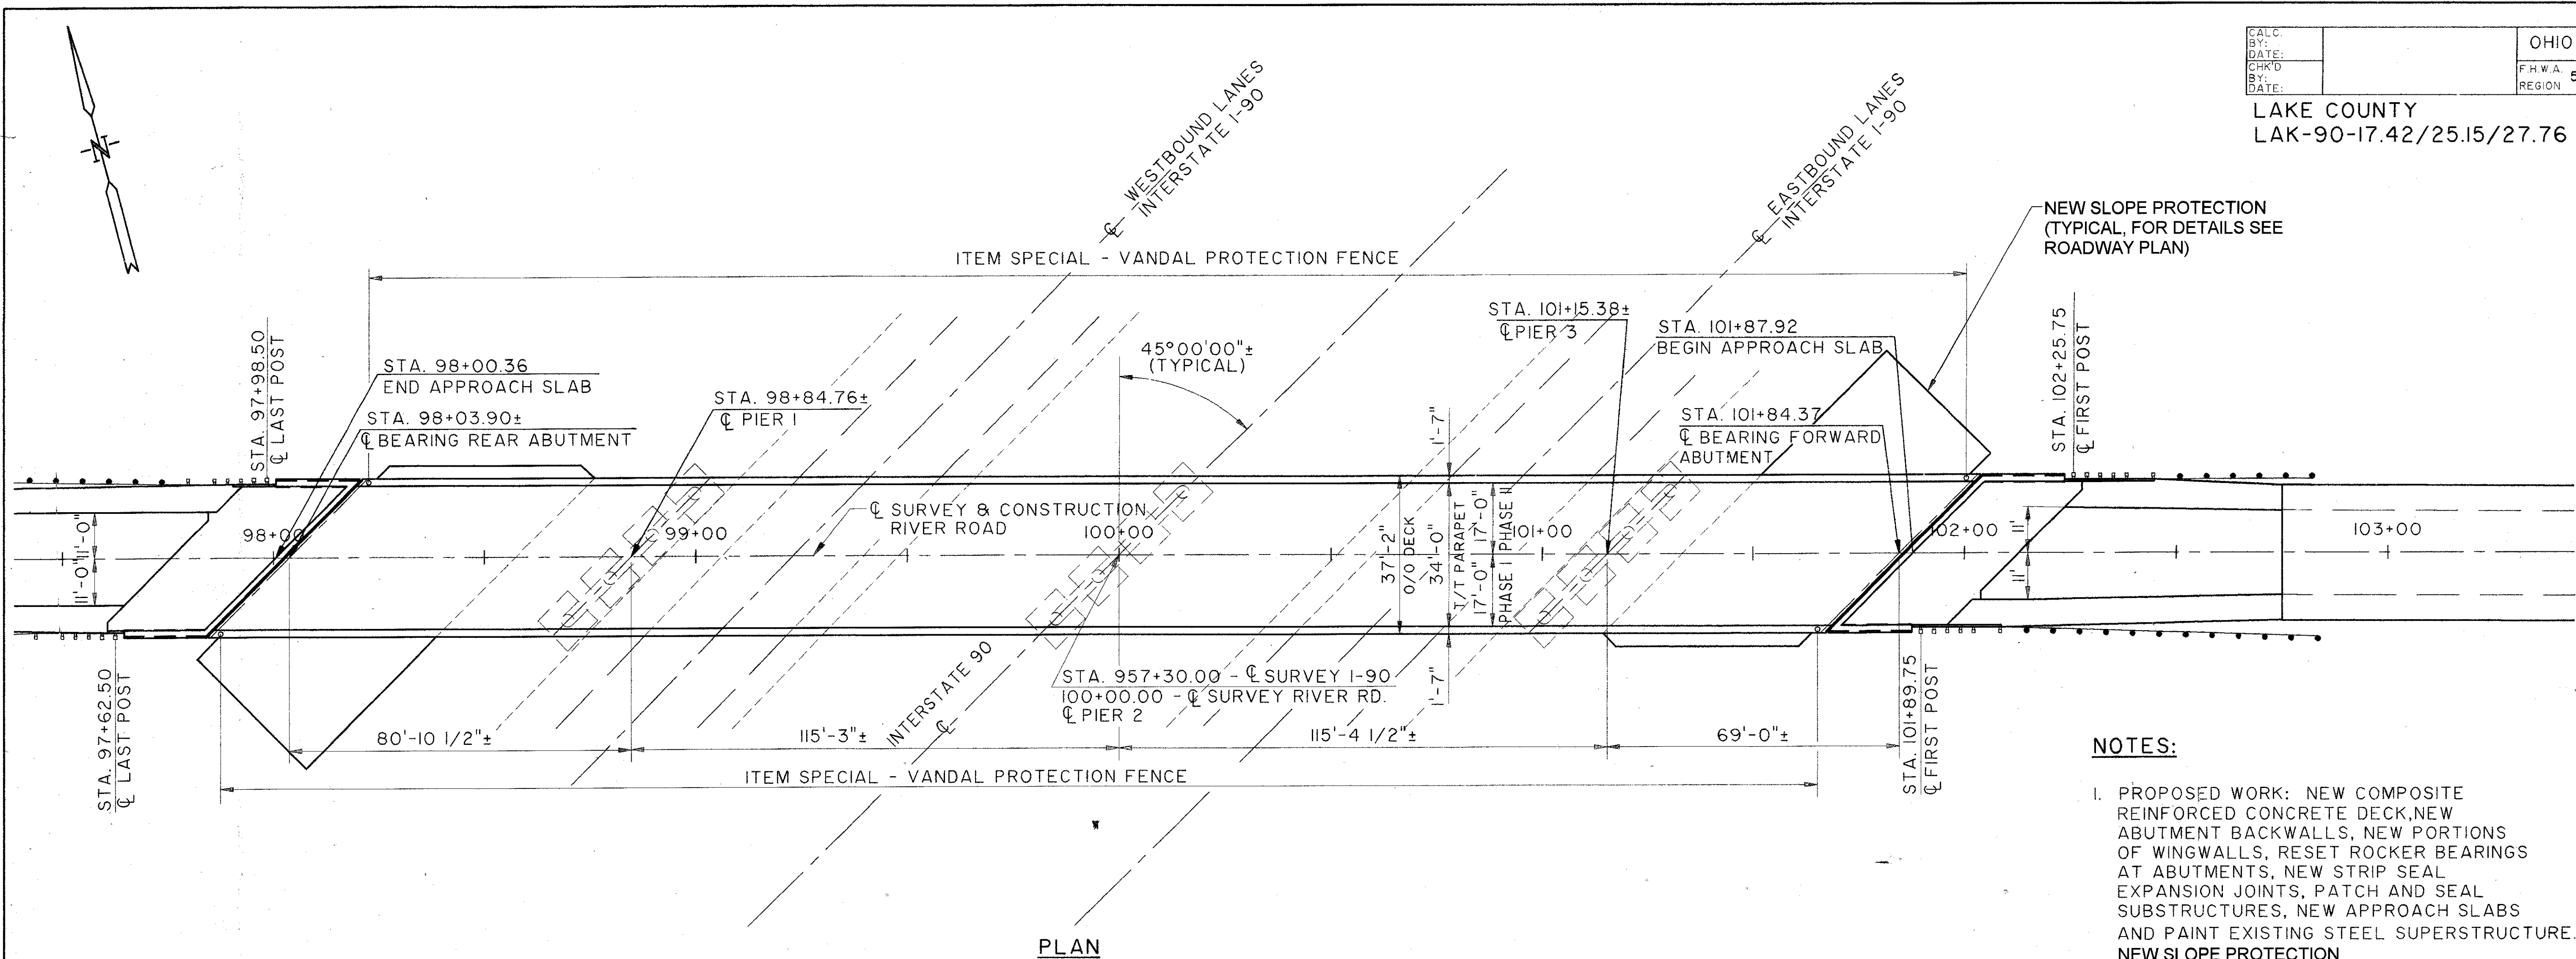 CALC.
BY:
DATE:
CHK'D
BY:
DATE:
OHIO
F.H.W.A.
REGION 5
LAKE COUNTY
LAK-90-17.42/25.15/27.76
N
℄ WESTBOUND LANES
INTERSTATE I-90
℄ EASTBOUND LANES
INTERSTATE I-90
NEW SLOPE PROTECTION
(TYPICAL, FOR DETAILS SEE
ROADWAY PLAN)
ITEM SPECIAL - VANDAL PROTECTION FENCE
STA. 97+98.50
℄ LAST POST
STA. 98+00.36
END APPROACH SLAB
STA. 98+03.90±
℄ BEARING REAR ABUTMENT
STA. 98+84.76±
℄ PIER 1
45°00'00"±
(TYPICAL)
STA. 101+15.38±
℄ PIER 3
STA. 101+87.92
BEGIN APPROACH SLAB
STA. 101+84.37
℄ BEARING FORWARD
ABUTMENT
STA. 102+25.75
℄ FIRST POST
1'-7"
11'-0"
11'-0"
98+00
99+00
℄ SURVEY & CONSTRUCTION
RIVER ROAD
100+00
37'-2"
O/O DECK
34'-0"
T/T PARAPET
17'-0"
17'-0"
PHASE I
PHASE II
101+00
102+00
11'
11'
103+00
1'-7"
INTERSTATE 90
℄
STA. 957+30.00 - ℄ SURVEY I-90
100+00.00 - ℄ SURVEY RIVER RD.
℄ PIER 2
STA. 97+62.50
℄ LAST POST
80'-10 1/2"±
115'-3"±
115'-4 1/2"±
69'-0"±
STA. 101+89.75
℄ FIRST POST
ITEM SPECIAL - VANDAL PROTECTION FENCE
PLAN
NOTES:
1. PROPOSED WORK: NEW COMPOSITE
REINFORCED CONCRETE DECK,NEW
ABUTMENT BACKWALLS, NEW PORTIONS
OF WINGWALLS, RESET ROCKER BEARINGS
AT ABUTMENTS, NEW STRIP SEAL
EXPANSION JOINTS, PATCH AND SEAL
SUBSTRUCTURES, NEW APPROACH SLABS
AND PAINT EXISTING STEEL SUPERSTRUCTURE.
NEW SLOPE PROTECTION